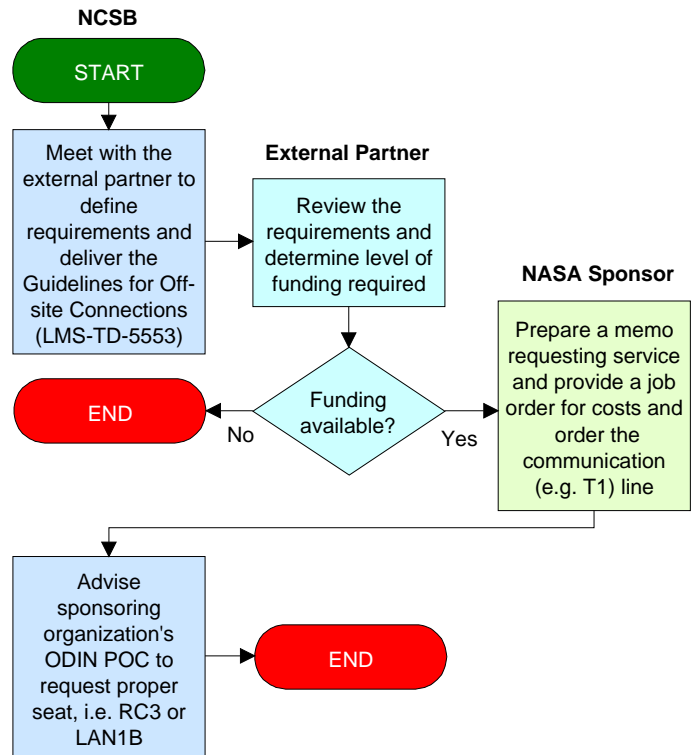 NCSB
START
Meet with the
external partner to
define
requirements and
deliver the
Guidelines for Off-
site Connections
(LMS-TD-5553)
External Partner
Review the
requirements and
determine level of
funding required
NASA Sponsor
Prepare a memo
requesting service
and provide a job
order for costs and
order the
communication
(e.g. T1) line
Funding
available?
No
Yes
END
Advise
sponsoring
organization's
ODIN POC to
request proper
seat, i.e. RC3 or
LAN1B
END